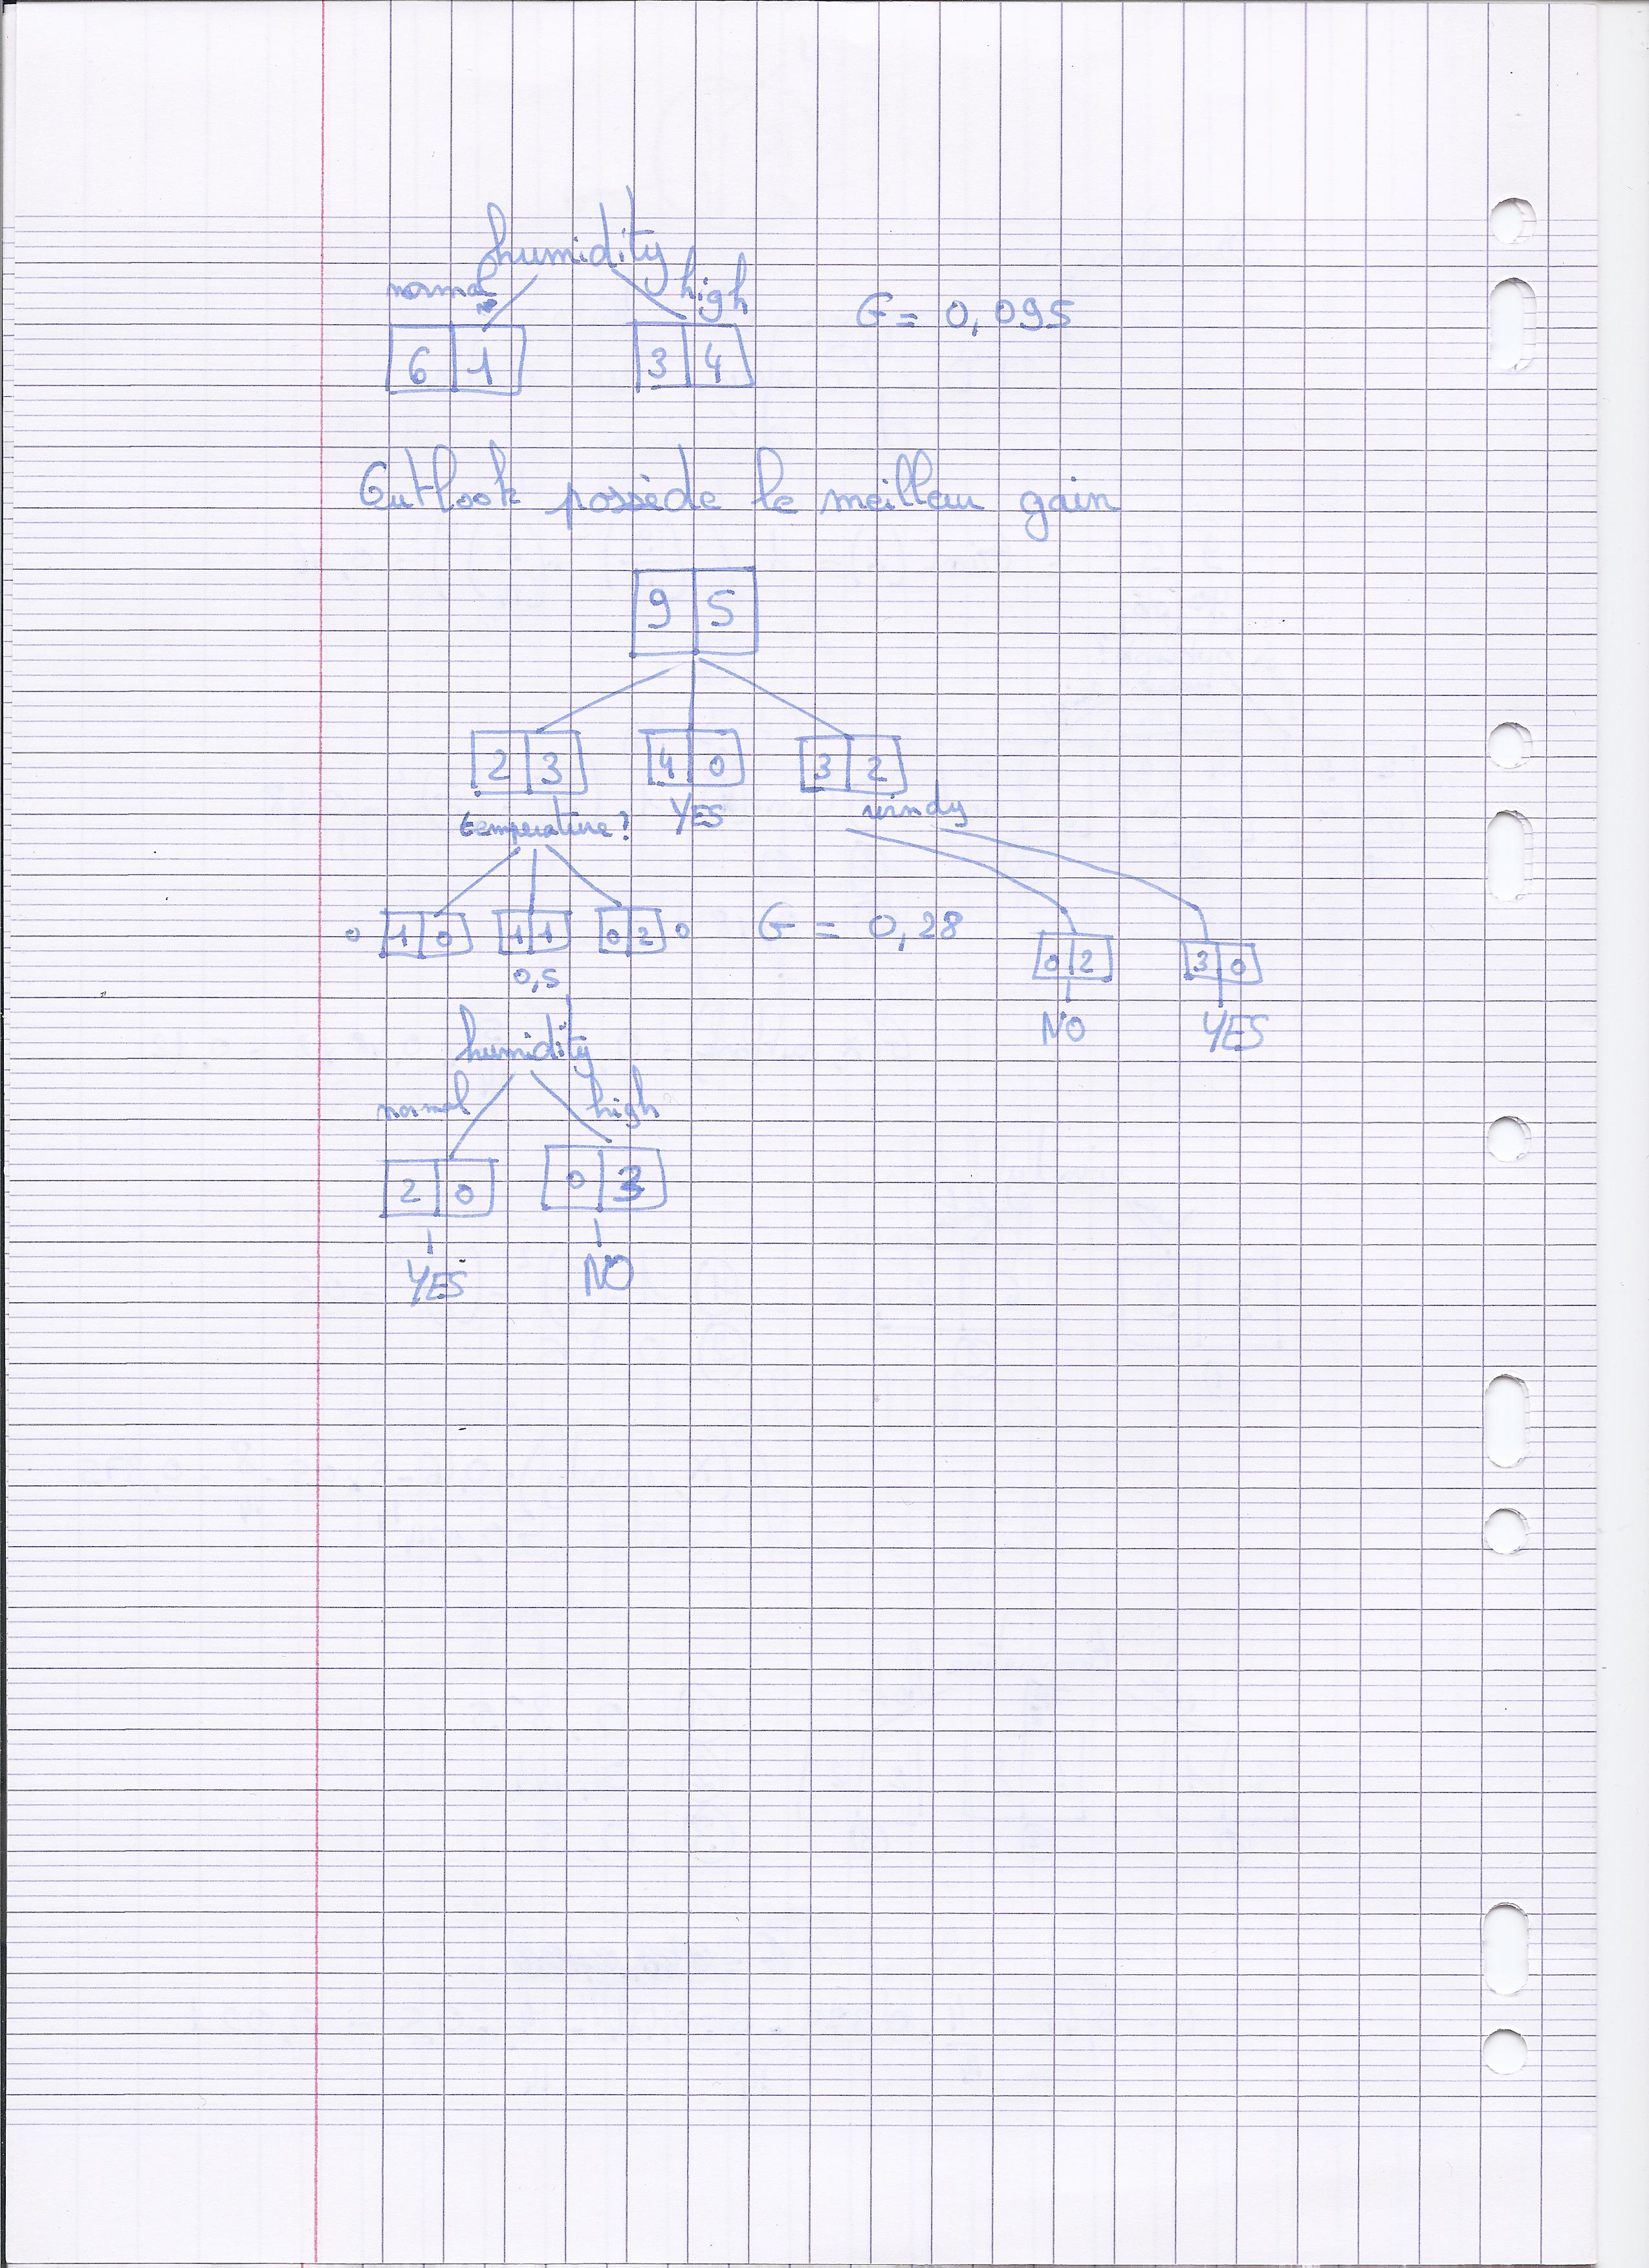 humidity
normal high
6 1 3 4 G = 0,095
Outlook possède le meilleur gain
9 5
2 3 4 0 3 2
temperature? YES windy
0 1 0 1 1 0 2 0 G = 0,28 0 2 3 0
0,5
NO YES
humidity
normal high
2 0 0 3
YES NO